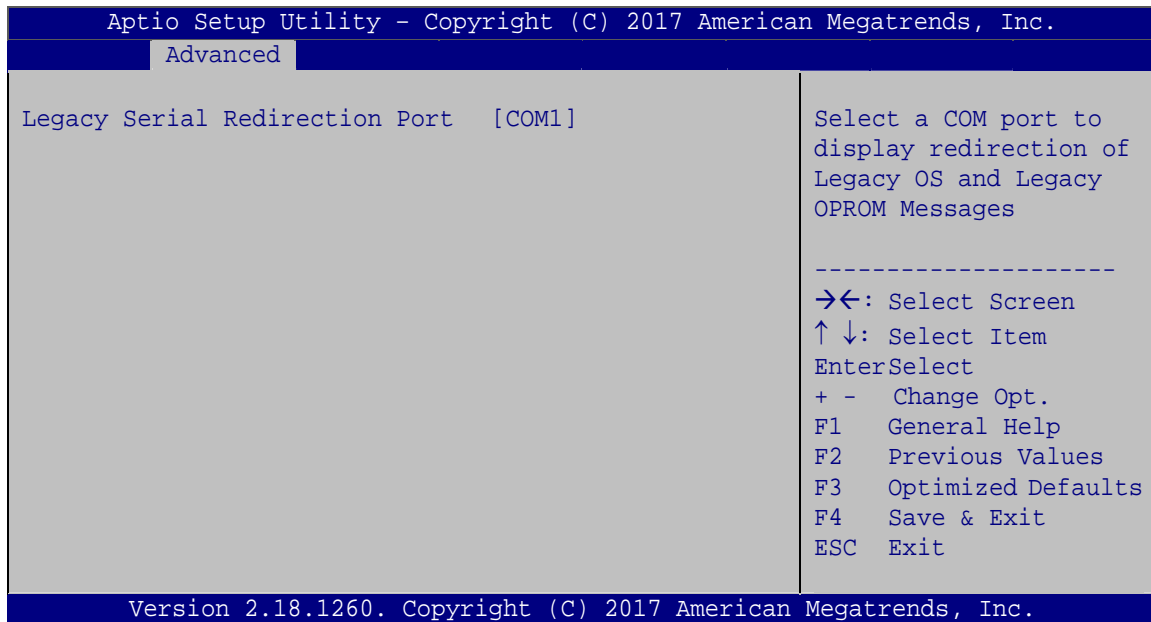 Aptio Setup Utility – Copyright (C) 2017 American Megatrends, Inc.
Advanced
Legacy Serial Redirection Port [COM1]
Select a COM port to
display redirection of
Legacy OS and Legacy
OPROM Messages
---------------------
→←: Select Screen
↑ ↓: Select Item
EnterSelect
+ - Change Opt.
F1 General Help
F2 Previous Values
F3 Optimized Defaults
F4 Save & Exit
ESC Exit
Version 2.18.1260. Copyright (C) 2017 American Megatrends, Inc.